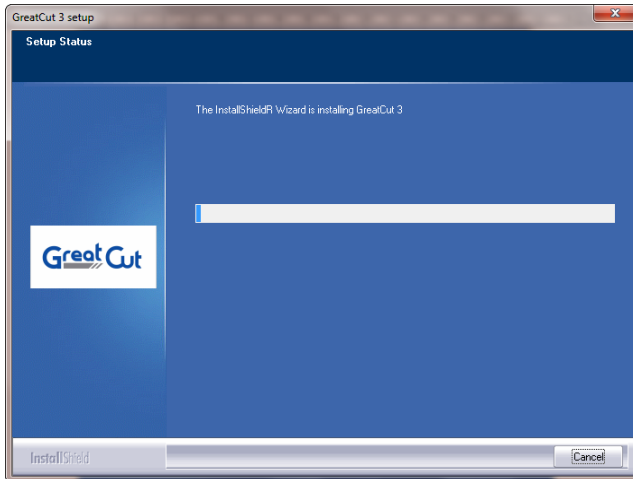 GreatCut 3 setup
Setup Status
The InstallShieldR Wizard is installing GreatCut 3
Great Cut
InstallShield
Cancel